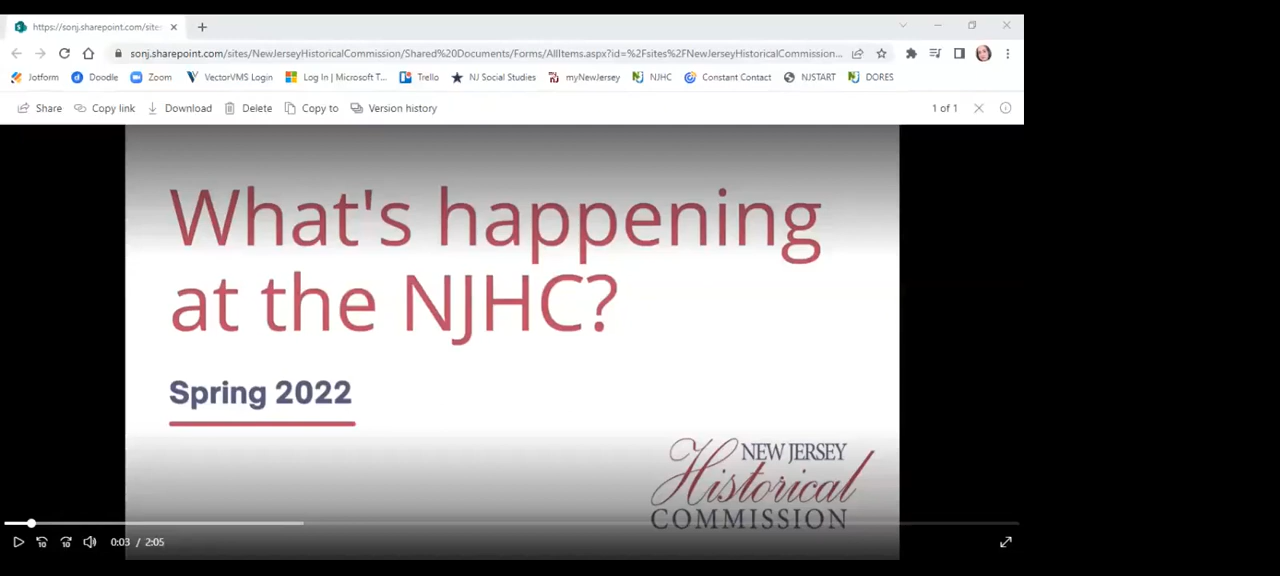 https://sonj.sharepoint.com/sites
sonj.sharepoint.com/sites/NewJerseyHistoricalCommission/Shared%20Documents/Forms/AllItems.aspx?id=%2Fsites%2FNewJerseyHistoricalCommission...
Jotform Doodle Zoom VectorVMS Login Log In | Microsoft T... Trello NJ Social Studies myNewJersey NJHC Constant Contact NJSTART DORES
Share Copy link Download Delete Copy to Version history 1 of 1
What's happening
at the NJHC?
Spring 2022
NEW JERSEY
Historical
COMMISSION
10 10 0:03 / 2:05